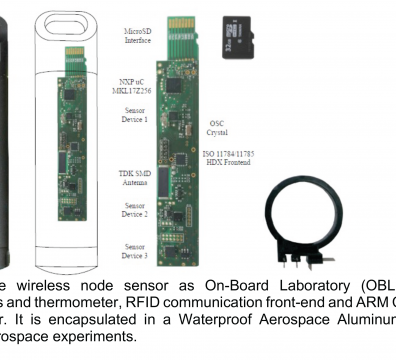 MicroSD
Interface
NXP uC
MKL17Z256
Sensor
Device 1
OSC
Crystal
ISO 11784/11785
HDX Frontend
TDK SMD
Antenna
Sensor
Device 2
Sensor
Device 3
32GB
e wireless node sensor as On-Board Laboratory (OBL
s and thermometer, RFID communication front-end and ARM C
r. It is encapsulated in a Waterproof Aerospace Aluminum
rospace experiments.